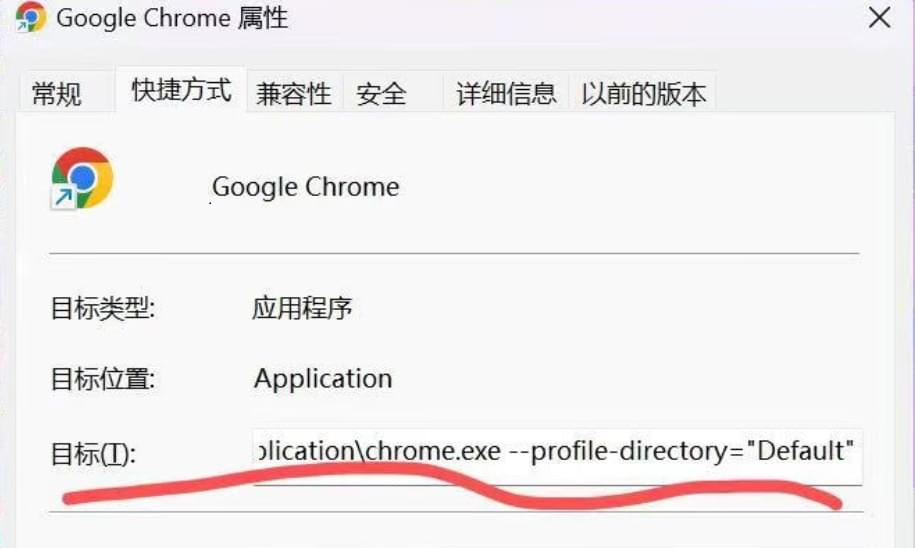 Google Chrome 属性
常规 快捷方式 兼容性 安全 详细信息 以前的版本
Google Chrome
目标类型: 应用程序
目标位置: Application
目标(T): plication\chrome.exe --profile-directory="Default"